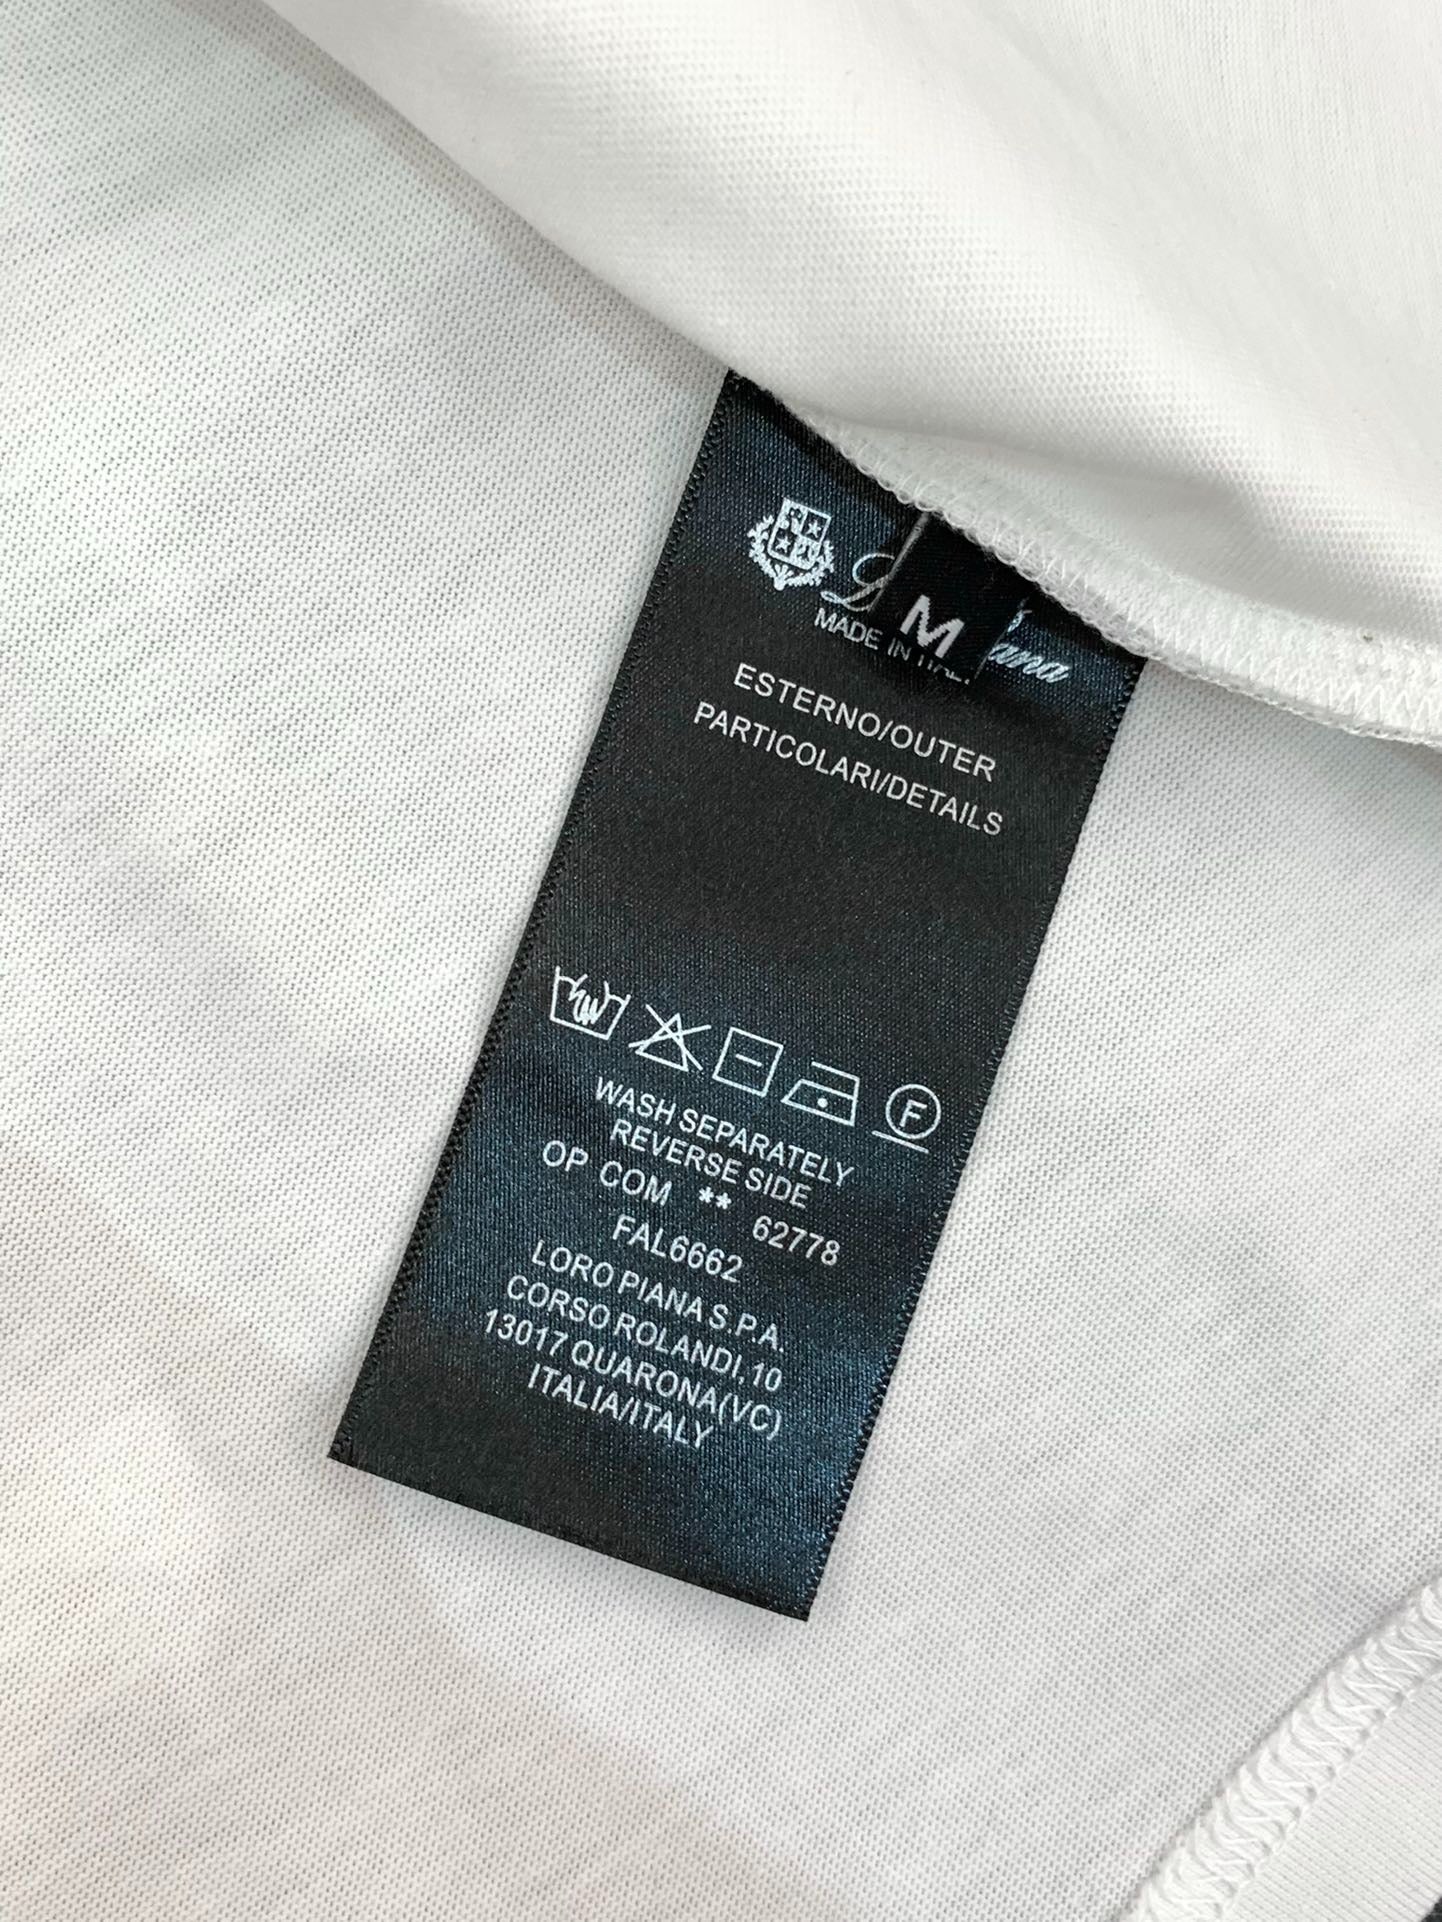 M
MADE IN
ana
ESTERNO/OUTER
PARTICOLARI/DETAILS
WASH SEPARATELY
REVERSE SIDE
OP COM ** 62778
FAL6662
LORO PIANA S.P.A.
CORSO ROLANDI, 10
13017 QUARONA(VC)
ITALIA/ITALY
F